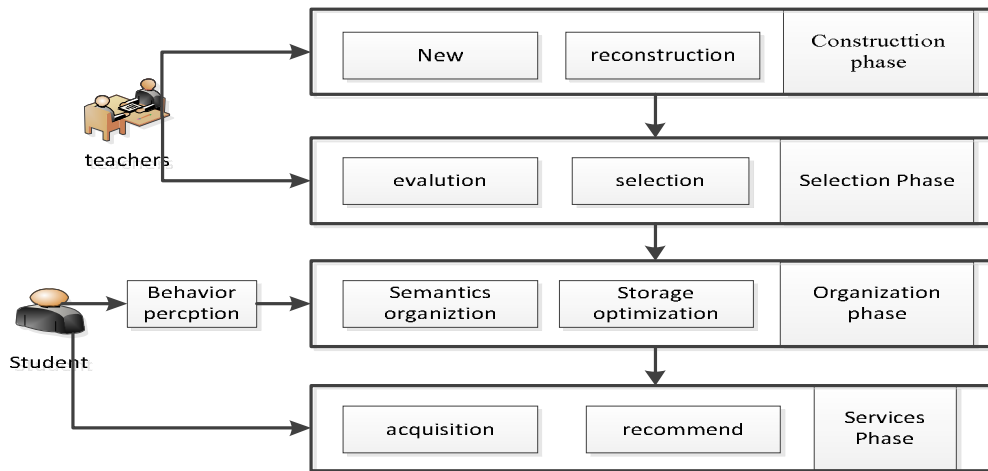 New
reconstruction
Constructtion
phase
teachers
evalution
selection
Selection Phase
Behavior
percption
Semantics
organiztion
Storage
optimization
Organization
phase
Student
acquisition
recommend
Services
Phase